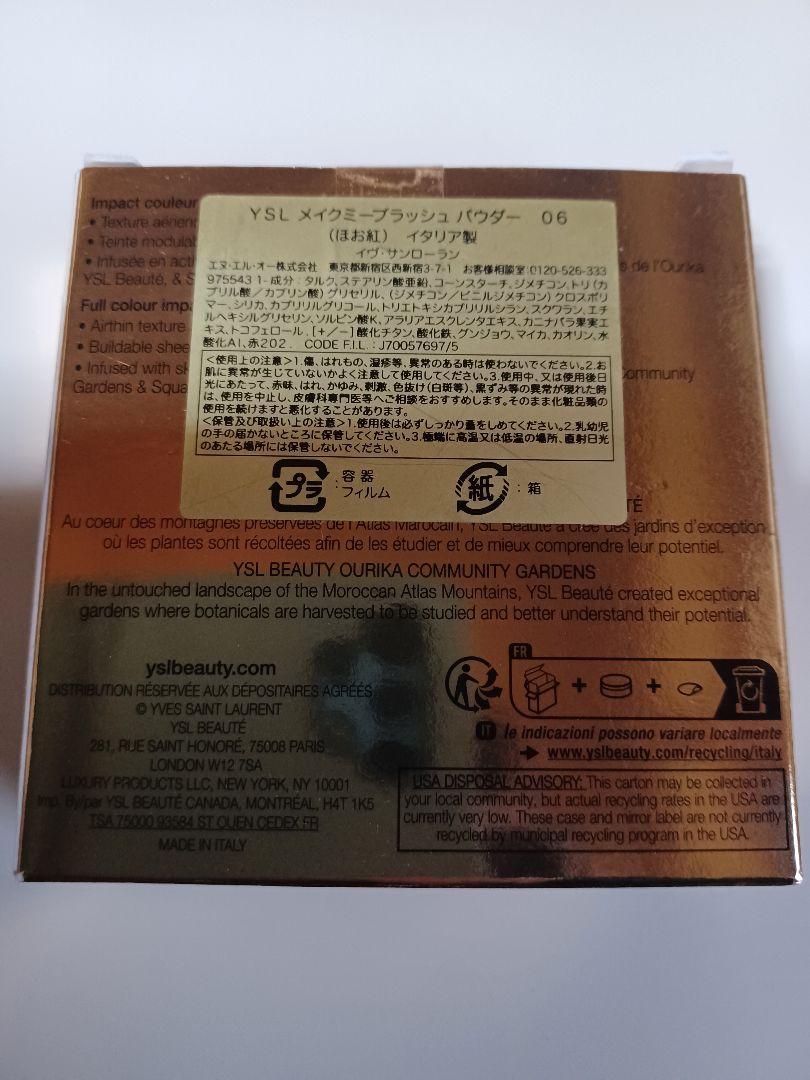 Impact couleur
• Texture aérien
• Teinte modulab
• Infusée en acti
s de l'Ourika
YSL Beauté, & S
Full colour impa
• Airthin texture
• Buildable shee
• Infused with sk
ommunity
Gardens & Squa
YSL メイクミーブラッシュ パウダー 06
(ほお紅) イタリア製
イヴ・サンローラン
エヌ・エル・オー株式会社 東京都新宿区西新宿3-7-1 お客様相談室:0120-526-333
975543 1- 成分:タルク,ステアリン酸亜鉛,コーンスターチ,ジメチコン,トリ(カ
プリル酸/カプリン酸)グリセリル,(ジメチコン/ビニルジメチコン)クロスポリ
マー,シリカ,カプリリルグリコール,トリエトキシカプリリルシラン,スクワラン,エチ
ルヘキシルグリセリン,ソルビン酸K,アラリアエスクレンタエキス,カニナバラ果実エ
キス,トコフェロール,[+/-]酸化チタン,酸化鉄,グンジョウ,マイカ,カオリン,水
酸化Al,赤202. CODE F.I.L.:J70057697/5
<使用上の注意>1.傷、はれもの、湿疹等、異常のある時は使わないでください。2.お
肌に異常が生じていないかよく注意して使用してください。3.使用中、又は使用後日
光にあたって、赤味、はれ、かゆみ、刺激、色抜け(白斑等)、黒ずみ等の異常が現れた時
は、使用を中止し、皮膚科専門医等へご相談をおすすめします。そのまま化粧品類の
使用を続けますと悪化することがあります。
<保管及び取扱い上の注意>1.使用後は必ずしっかり蓋をしめてください。2.乳幼児
の手の届かないところに保管してください。3.極端に高温又は低温の場所、直射日光
のあたる場所には保管しないでください。
プラ : 容器
フィルム
紙 : 箱
TÉ
Au coeur des montagnes préservées de l'Atlas Marocain, YSL Beauté a créé des jardins d'exception
où les plantes sont récoltées afin de les étudier et de mieux comprendre leur potentiel.
YSL BEAUTY OURIKA COMMUNITY GARDENS
In the untouched landscape of the Moroccan Atlas Mountains, YSL Beauté created exceptional
gardens where botanicals are harvested to be studied and better understand their potential.
yslbeauty.com
DISTRIBUTION RÉSERVÉE AUX DÉPOSITAIRES AGRÉÉS
© YVES SAINT LAURENT
YSL BEAUTÉ
281, RUE SAINT HONORÉ, 75008 PARIS
LONDON W12 7SA
LUXURY PRODUCTS LLC, NEW YORK, NY 10001
Imp. By/par YSL BEAUTÉ CANADA, MONTRÉAL, H4T 1K5
TSA 75000 93584 ST OUEN CEDEX FR
MADE IN ITALY
FR
+ +
IT le indicazioni possono variare localmente
www.yslbeauty.com/recycling/italy
USA DISPOSAL ADVISORY: This carton may be collected in
your local community, but actual recycling rates in the USA are
currently very low. These case and mirror label are not currently
recycled by municipal recycling program in the USA.